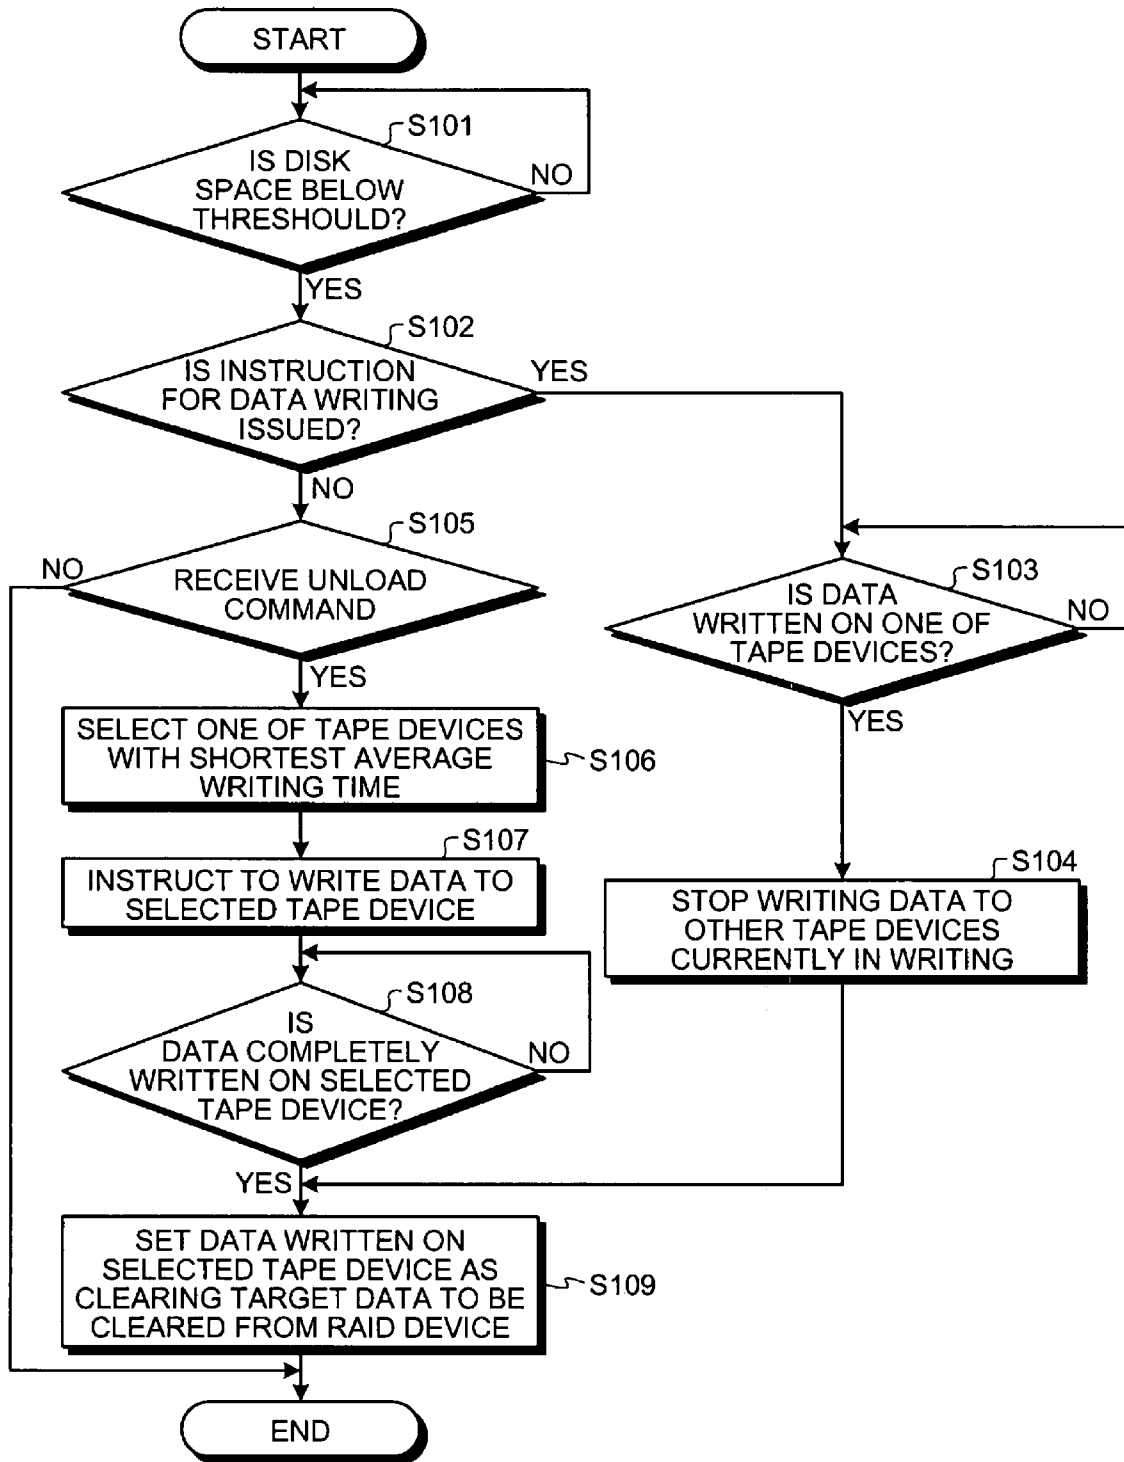 START
S101
IS DISK
SPACE BELOW
THRESHOULD?
NO
YES
S102
IS INSTRUCTION
FOR DATA WRITING
ISSUED?
YES
NO
S105
NO
RECEIVE UNLOAD
COMMAND
YES
S103
IS DATA
WRITTEN ON ONE OF
TAPE DEVICES?
NO
YES
SELECT ONE OF TAPE DEVICES
WITH SHORTEST AVERAGE
WRITING TIME
S106
S107
INSTRUCT TO WRITE DATA TO
SELECTED TAPE DEVICE
S104
STOP WRITING DATA TO
OTHER TAPE DEVICES
CURRENTLY IN WRITING
S108
IS
DATA COMPLETELY
WRITTEN ON SELECTED
TAPE DEVICE?
NO
YES
SET DATA WRITTEN ON
SELECTED TAPE DEVICE AS
CLEARING TARGET DATA TO BE
CLEARED FROM RAID DEVICE
S109
END